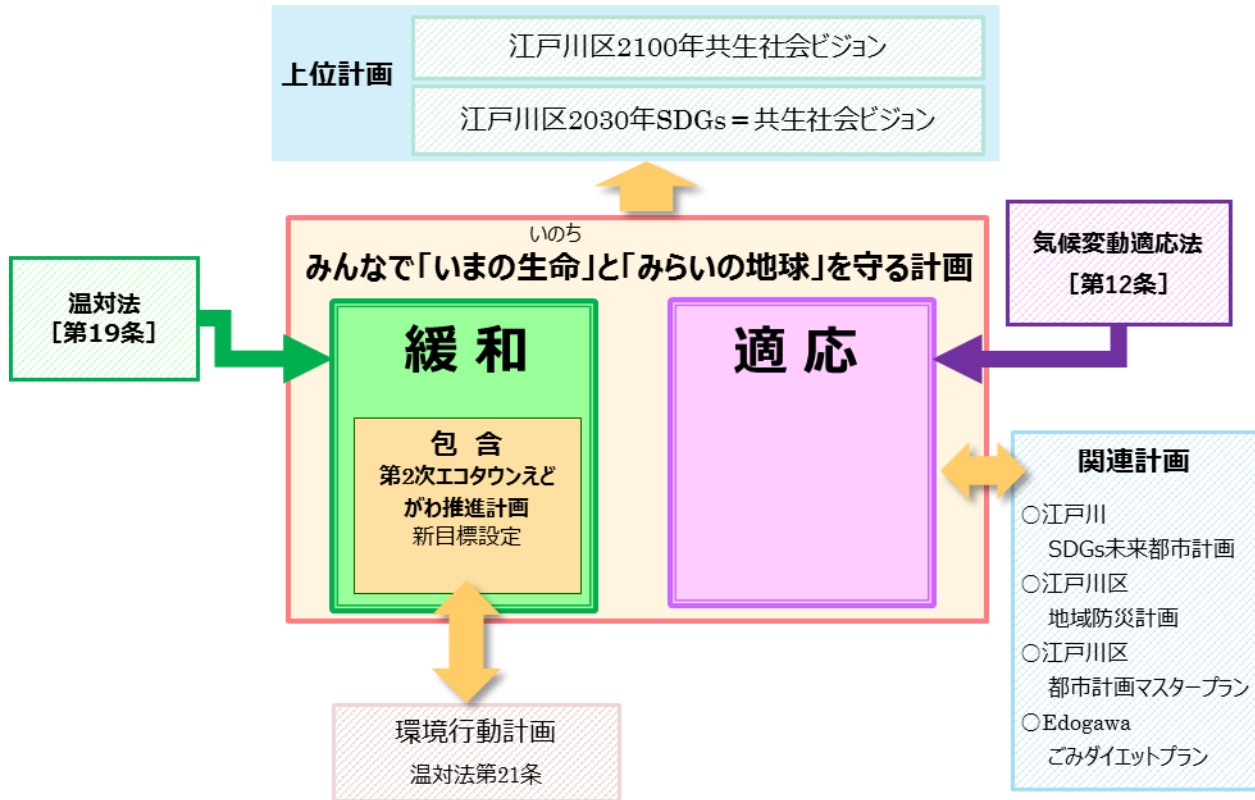 上位計画
江戸川区2100年共生社会ビジョン
江戸川区2030年SDGs＝共生社会ビジョン
いのち
みんなで「いまの生命」と「みらいの地球」を守る計画
温対法
［第19条］
気候変動適応法
［第12条］
緩 和
適 応
包 含
第2次エコタウンえど
がわ推進計画
新目標設定
関連計画
○江戸川
SDGs未来都市計画
○江戸川区
地域防災計画
○江戸川区
都市計画マスタープラン
○Edogawa
ごみダイエットプラン
環境行動計画
温対法第21条